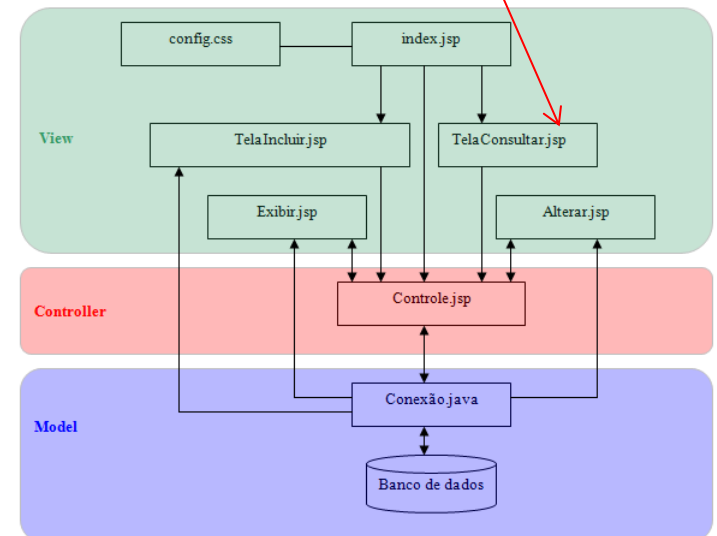 config.css
index.jsp
View
TelaIncluir.jsp
TelaConsultar.jsp
Exibir.jsp
Alterar.jsp
Controller
Controle.jsp
Conexão.java
Model
Banco de dados